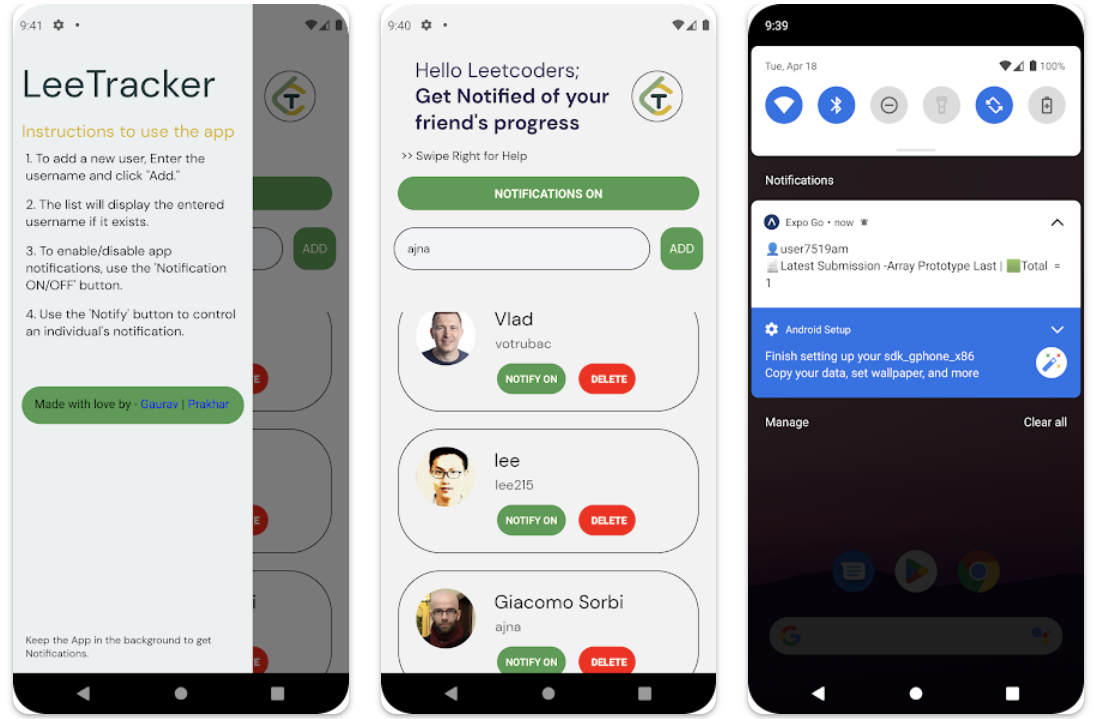 9:41
LeeTracker
Instructions to use the app
1. To add a new user, Enter the
username and click "Add."
2. The list will display the entered
username if it exists.
3. To enable/disable app
notifications, use the 'Notification
ON/OFF' button.
4. Use the 'Notify' button to control
an individual's notification.
Made with love by - Gaurav | Prakhar
Keep the App in the background to get
Notifications.
T
ADD
E
E
i
E
9:40
Hello Leetcoders;
Get Notified of your
friend's progress
T
>> Swipe Right for Help
NOTIFICATIONS ON
ajna
ADD
Vlad
votrubac
NOTIFY ON DELETE
lee
lee215
NOTIFY ON DELETE
Giacomo Sorbi
ajna
NOTIFY ON DELETE
9:39
Tue, Apr 18 100%
Notifications
Expo Go • now
user7519am
Latest Submission -Array Prototype Last | Total =
1
Android Setup
Finish setting up your sdk_gphone_x86
Copy your data, set wallpaper, and more
Manage Clear all
G